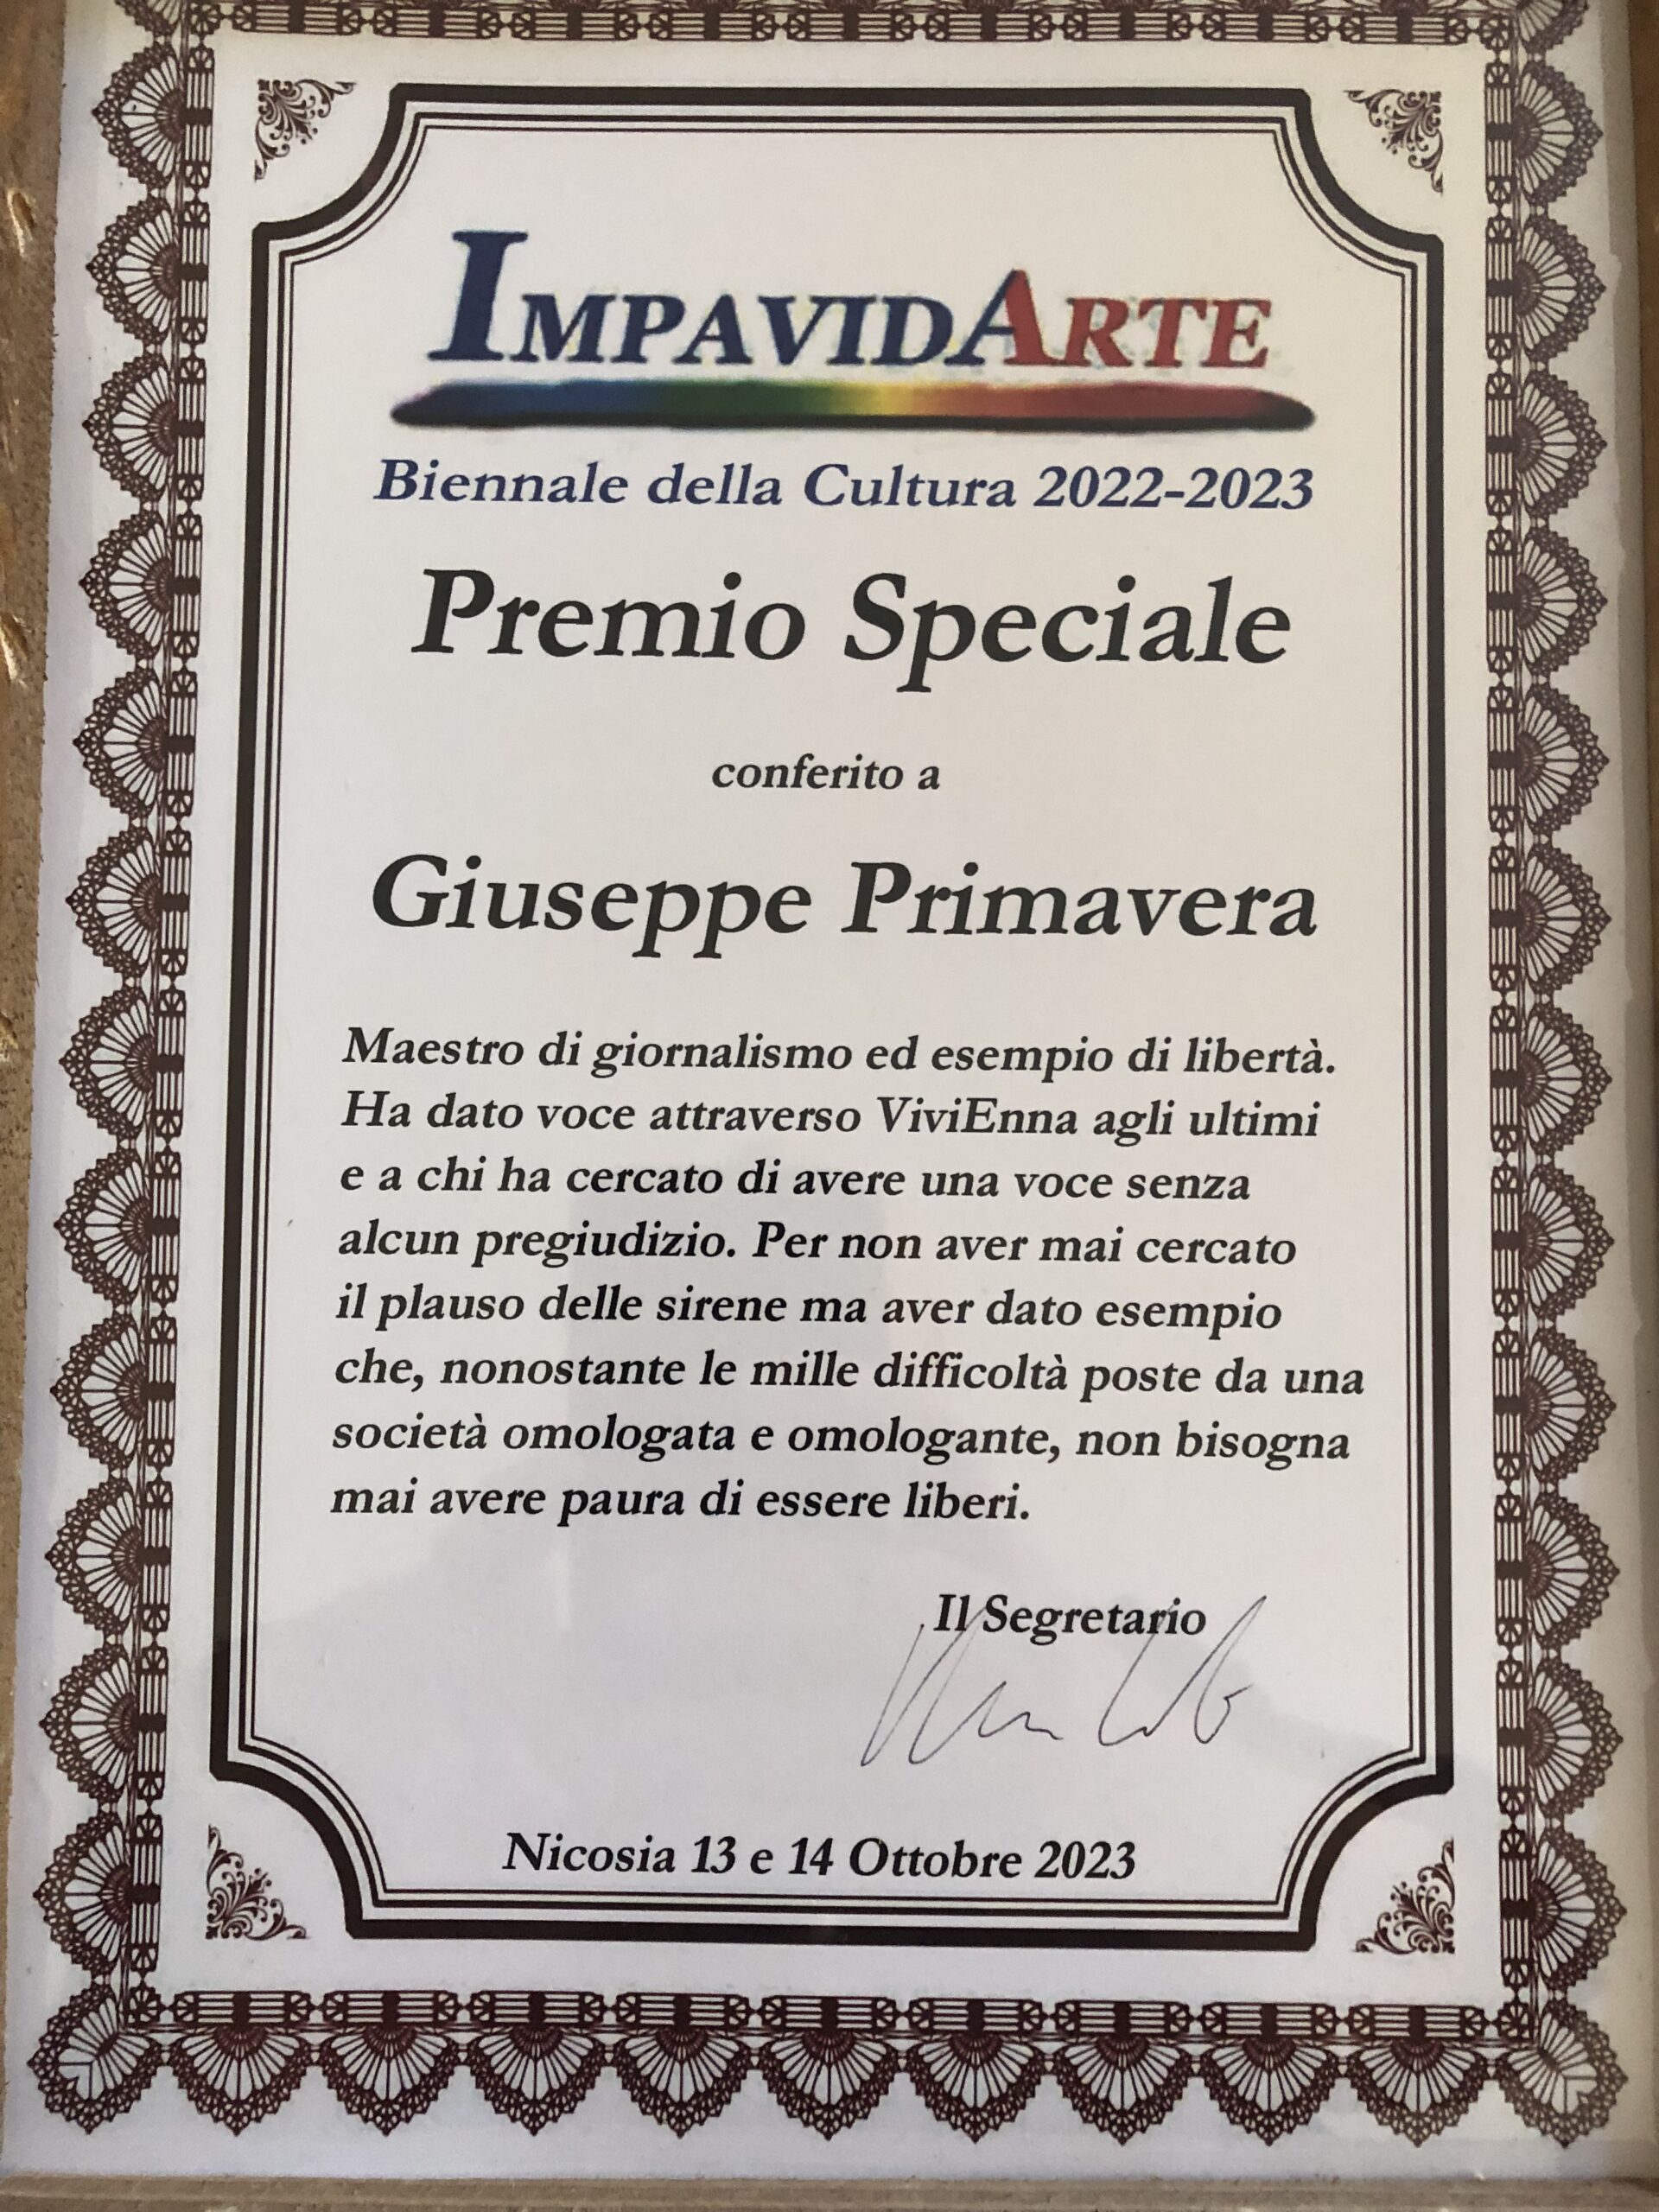 IMPAVIDARTE
Biennale della Cultura 2022-2023
Premio Speciale
conferito a
Giuseppe Primavera
Maestro di giornalismo ed esempio di libertà.
Ha dato voce attraverso ViviEnna agli ultimi
e a chi ha cercato di avere una voce senza
alcun pregiudizio. Per non aver mai cercato
il plauso delle sirene ma aver dato esempio
che, nonostante le mille difficoltà poste da una
società omologata e omologante, non bisogna
mai avere paura di essere liberi.
Il Segretario
Nicosia 13 e 14 Ottobre 2023